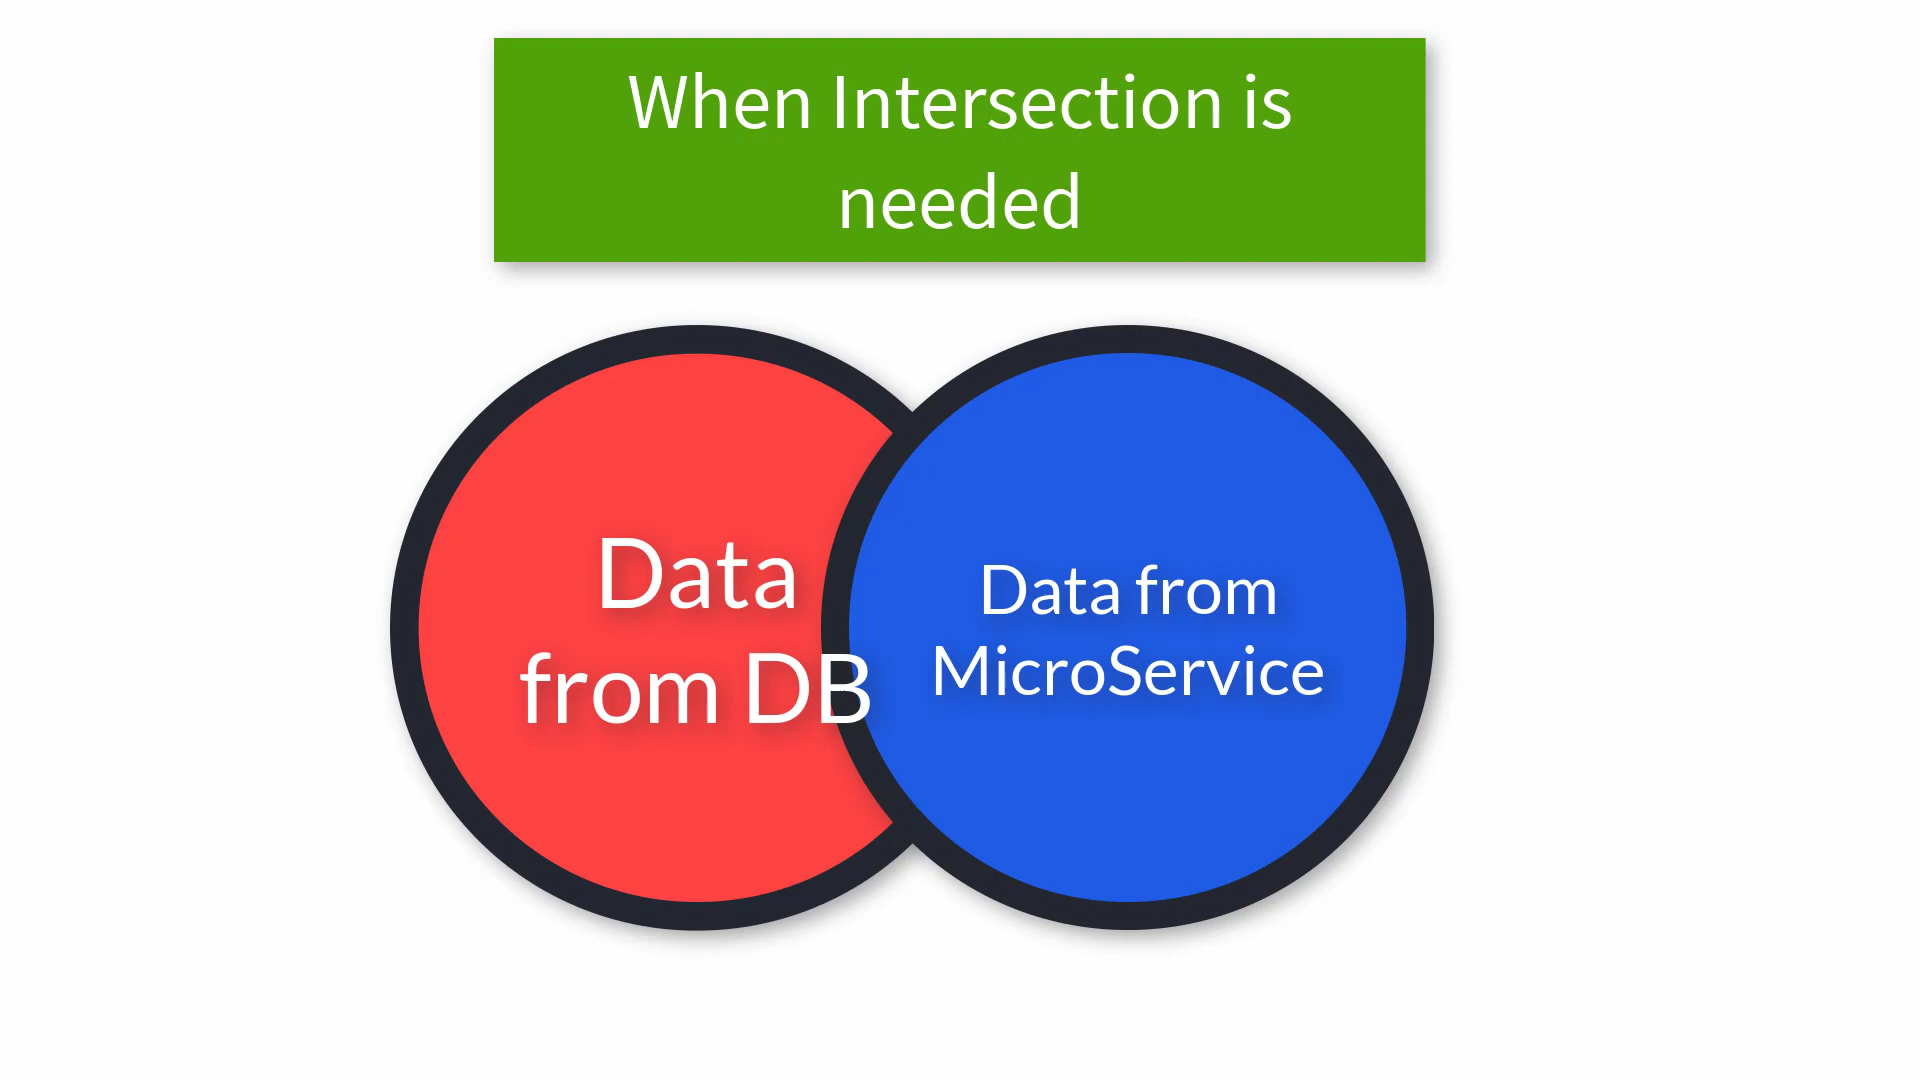 When Intersection is
needed
Data
from DB
Data from
MicroService